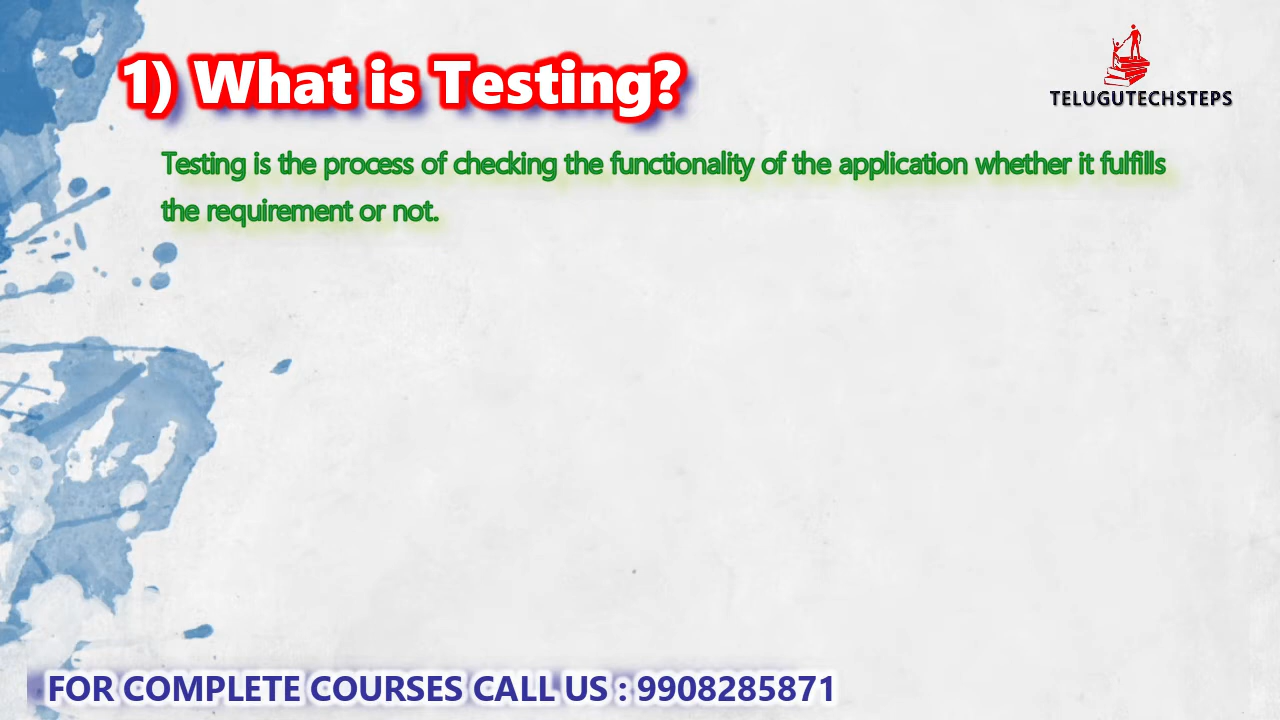 1) What is Testing?
TELUGUTECHSTEPS
Testing is the process of checking the functionality of the application whether it fulfills
the requirement or not.
FOR COMPLETE COURSES CALL US : 9908285871